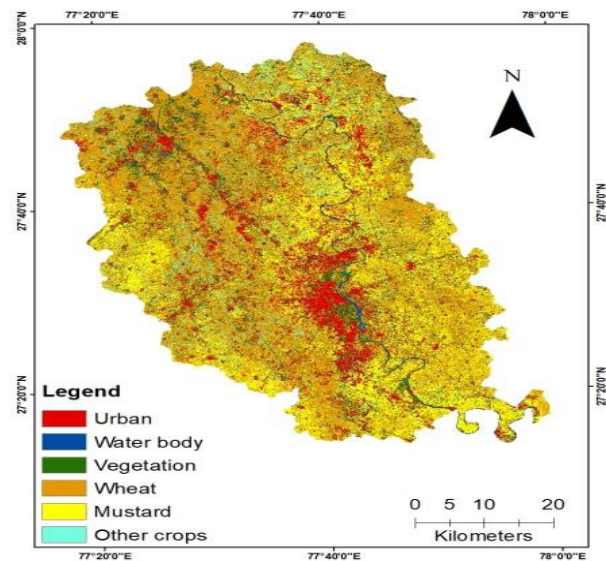 77°20'0"E 77°40'0"E 78°0'0"E
28°0'0"N
N
27°40'0"N 27°40'0"N
27°20'0"N 27°20'0"N
Legend
Urban
Water body
Vegetation
Wheat
Mustard
Other crops
0 5 10 20
Kilometers
77°20'0"E 77°40'0"E 78°0'0"E